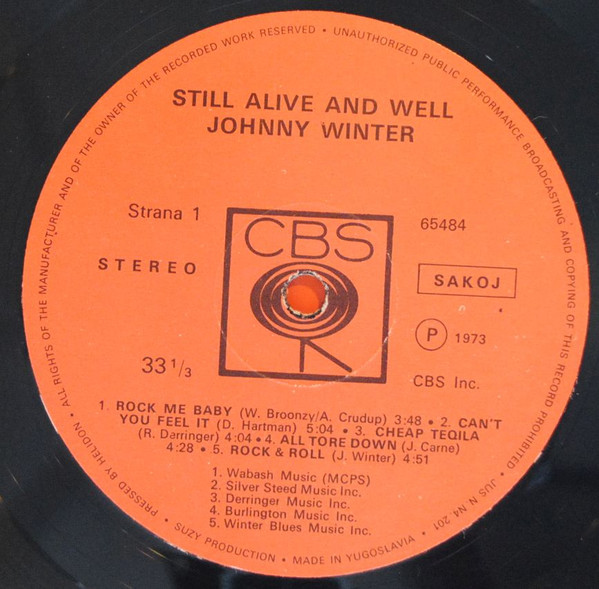 ALL RIGHTS OF THE MANUFACTURER AND OF THE OWNER OF THE RECORDED WORK RESERVED • UNAUTHORIZED PUBLIC PERFORMANCE BROADCASTING AND COPYING OF THIS RECORD PROHIBITED • JUS N N4 201
STILL ALIVE AND WELL
JOHNNY WINTER
Strana 1
65484
CBS
STEREO
SAKOJ
P 1973
33 1/3
CBS Inc.
1. ROCK ME BABY (W. Broonzy/A. Crudup) 3:48 • 2. CAN'T
YOU FEEL IT (D. Hartman) 5:04 • 3. CHEAP TEQILA
(R. Derringer) 4:04 • 4. ALL TORE DOWN (J. Carne)
4:28 • 5. ROCK & ROLL (J. Winter) 4:51
1. Wabash Music (MCPS)
2. Silver Steed Music Inc.
3. Derringer Music Inc.
4. Burlington Music Inc.
5. Winter Blues Music Inc.
PRESSED BY HELIDON • SUZY PRODUCTION • MADE IN YUGOSLAVIA •